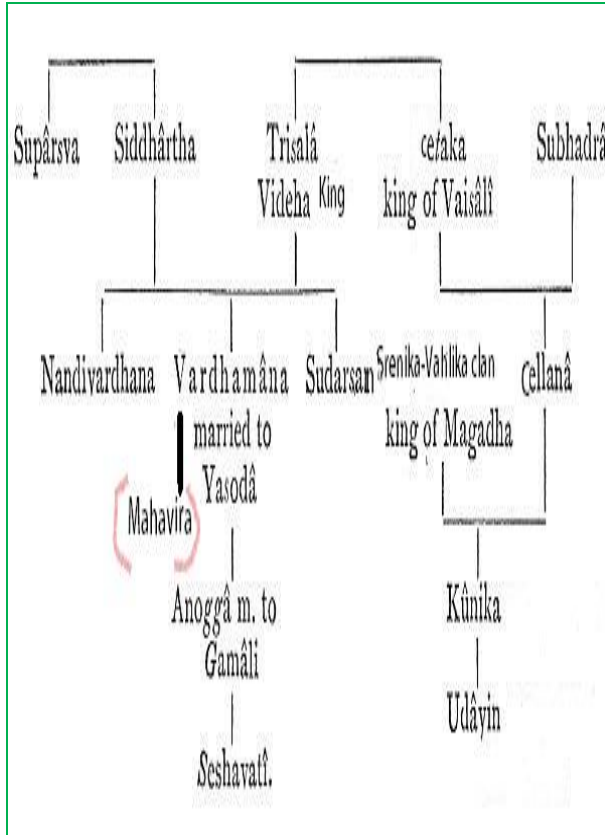 Supârsva Siddhârtha Trisalâ cetaka Subhadrâ
Videha King king of Vaisâlî
Nandivardhana Vardhamâna Sudarsan Srenika-Vahlika clan Cellanâ
married to king of Magadha
Yasodâ
Mahavira
Anoggâ m. to Kûnika
Gamâli
Udâyin
Seshavatî.